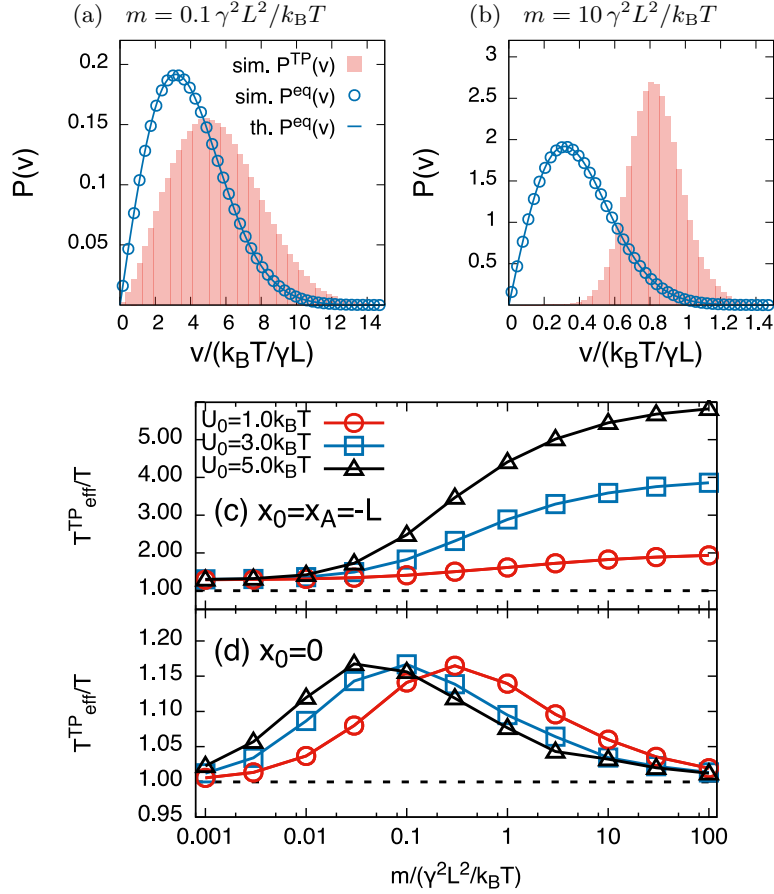 (a) m = 0.1 γ²L²/k_BT
(b) m = 10 γ²L²/k_BT
0.2
0.15
0.1
0.05
P(v)
sim. P^TP(v)
sim. P^eq(v)
th. P^eq(v)
0 2 4 6 8 10 12 14
v/(k_BT/γL)
3
2.5
2
1.5
1
0.5
P(v)
0 0.2 0.4 0.6 0.8 1 1.2 1.4
v/(k_BT/γL)
U_0=1.0k_BT
U_0=3.0k_BT
U_0=5.0k_BT
5.00
4.00
3.00
2.00
1.00
T^TP_eff/T
(c) x_0=x_A=-L
1.20
1.15
1.10
1.05
1.00
0.95
T^TP_eff/T
(d) x_0=0
0.001 0.01 0.1 1 10 100
m/(γ²L²/k_BT)